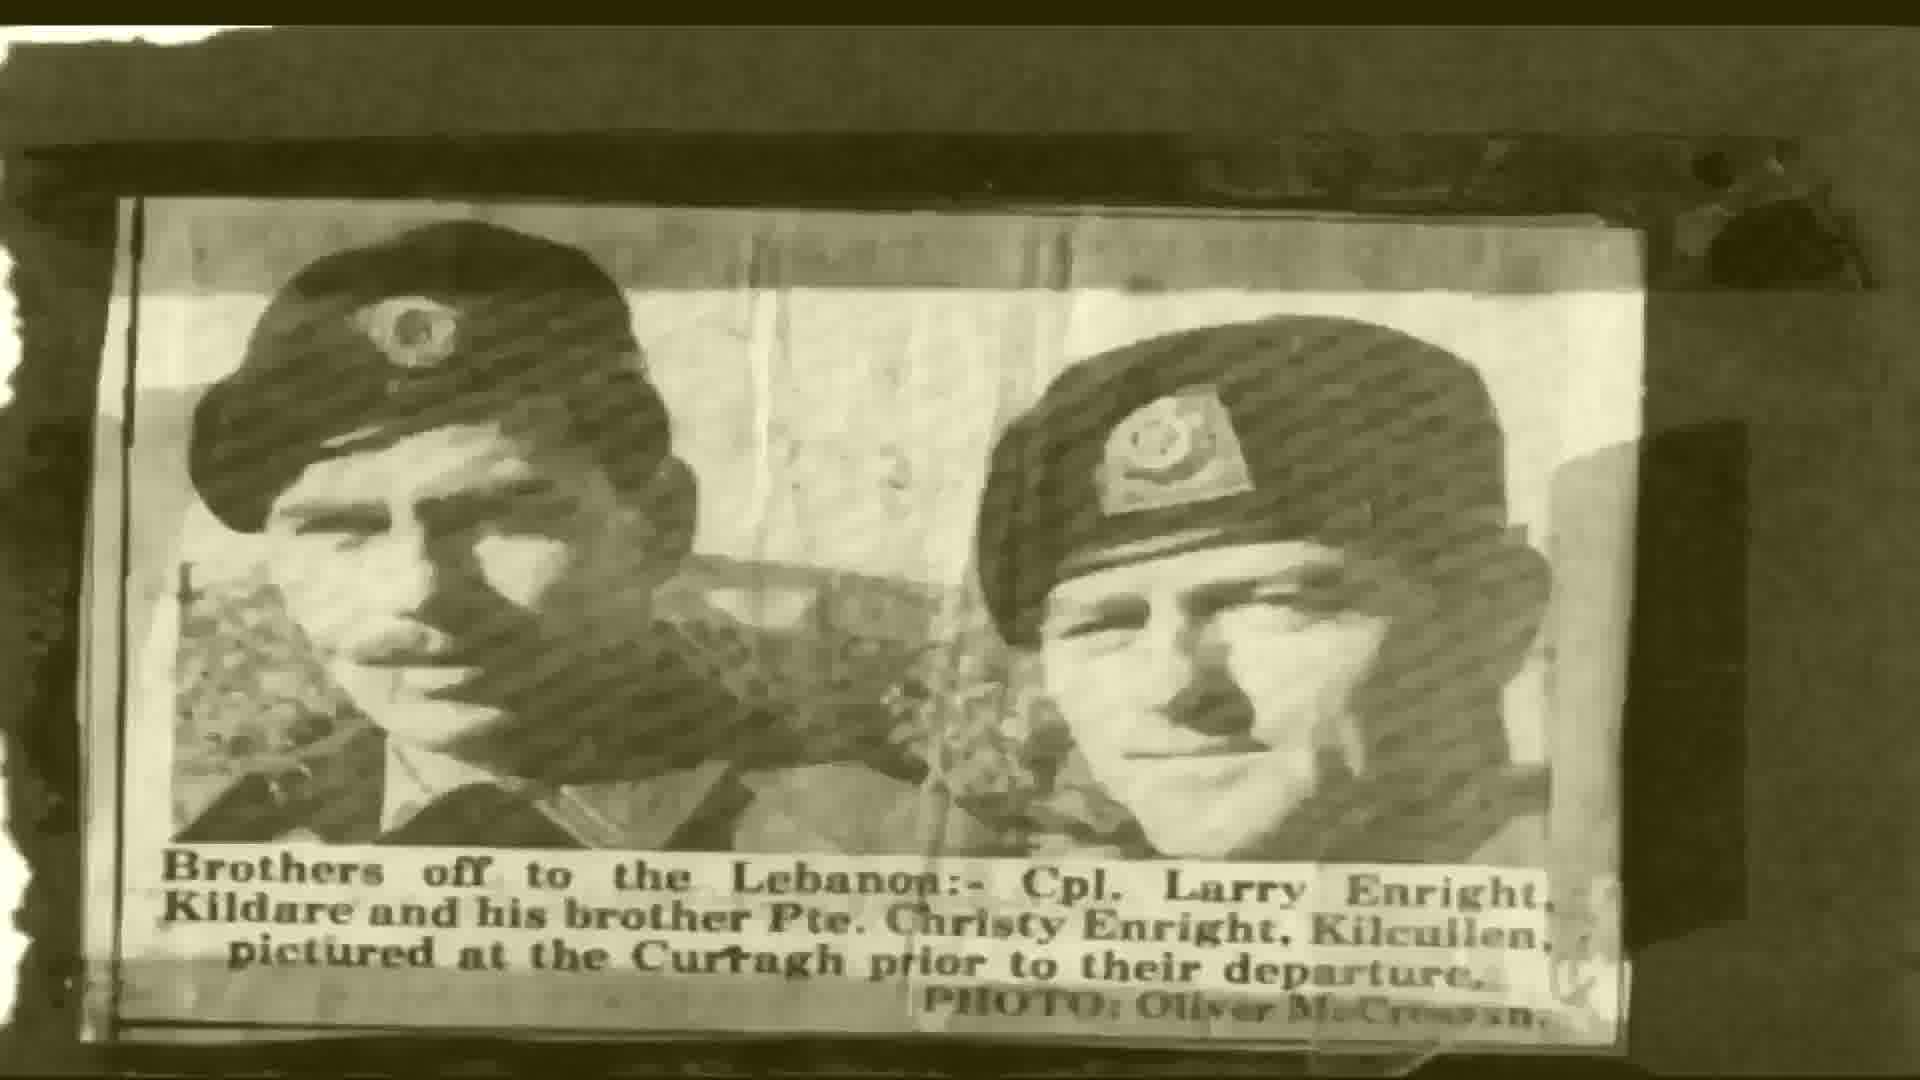 Brothers off to the Lebanon:- Cpl. Larry Enright,
Kildare and his brother Pte. Christy Enright, Kilcullen,
pictured at the Curragh prior to their departure.
PHOTO: Oliver